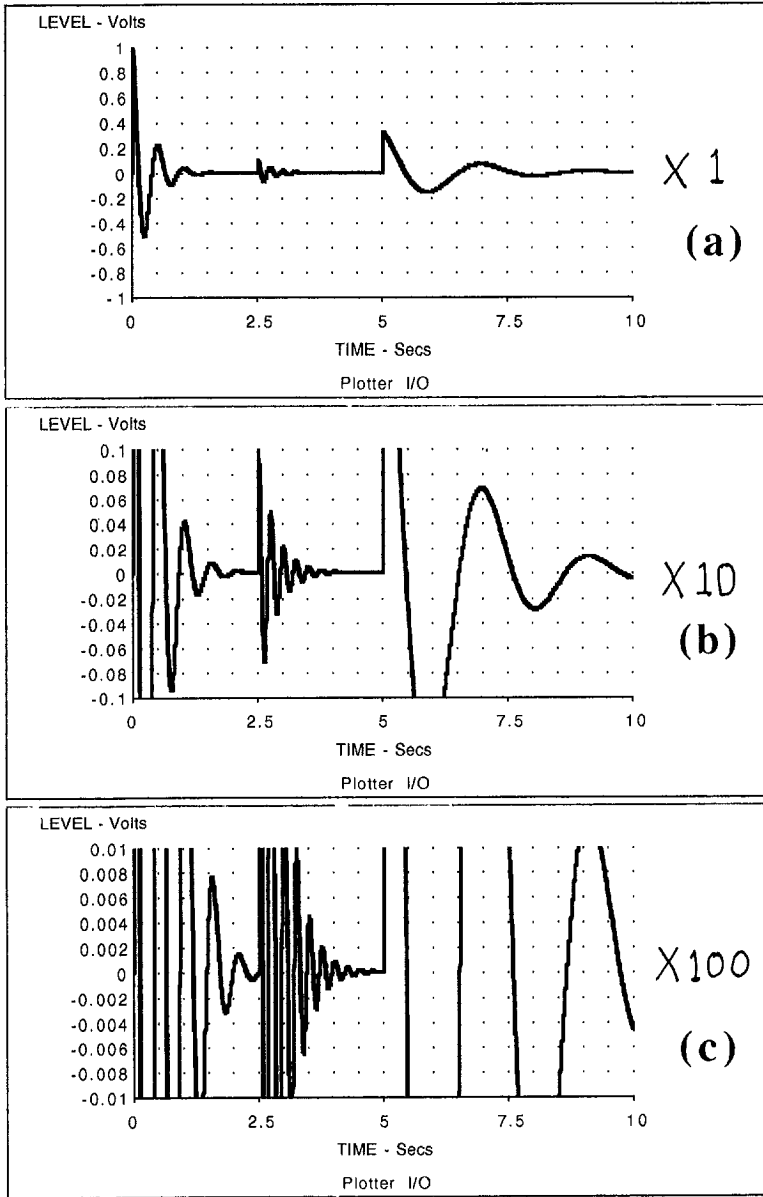 LEVEL - Volts
1
0.8
0.6
0.4
0.2
0
-0.2
-0.4
-0.6
-0.8
-1
0 2.5 5 7.5 10
TIME - Secs
Plotter I/O
X 1
(a)
LEVEL - Volts
0.1
0.08
0.06
0.04
0.02
0
-0.02
-0.04
-0.06
-0.08
-0.1
0 2.5 5 7.5 10
TIME - Secs
Plotter I/O
X 10
(b)
LEVEL - Volts
0.01
0.008
0.006
0.004
0.002
0
-0.002
-0.004
-0.006
-0.008
-0.01
0 2.5 5 7.5 10
TIME - Secs
Plotter I/O
X 100
(c)